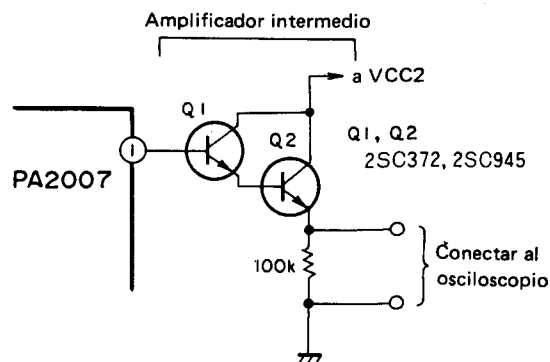 Amplificador intermedio
a VCC2
Q1
Q2
Q1, Q2
2SC372, 2SC945
1
PA2007
100k
Conectar al
osciloscopio